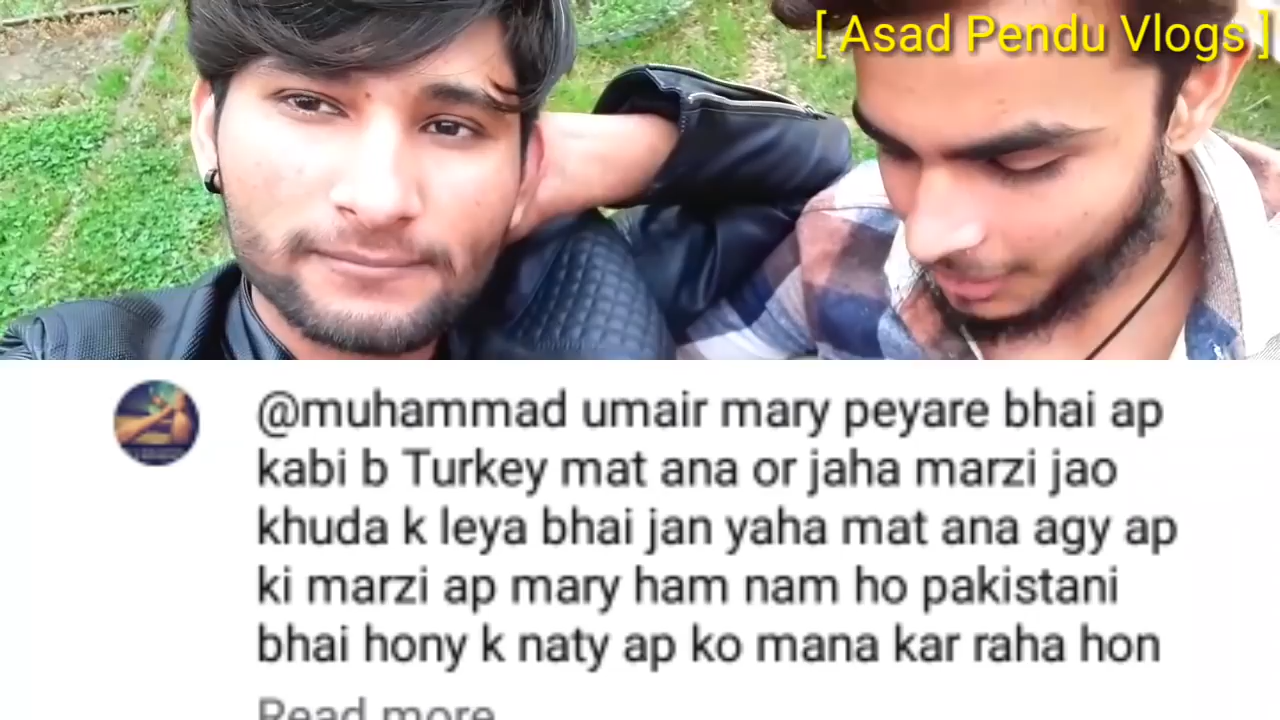 [ Asad Pendu Vlogs ]
@muhammad umair mary peyare bhai ap
kabi b Turkey mat ana or jaha marzi jao
khuda k leya bhai jan yaha mat ana agy ap
ki marzi ap mary ham nam ho pakistani
bhai hony k naty ap ko mana kar raha hon
Read more